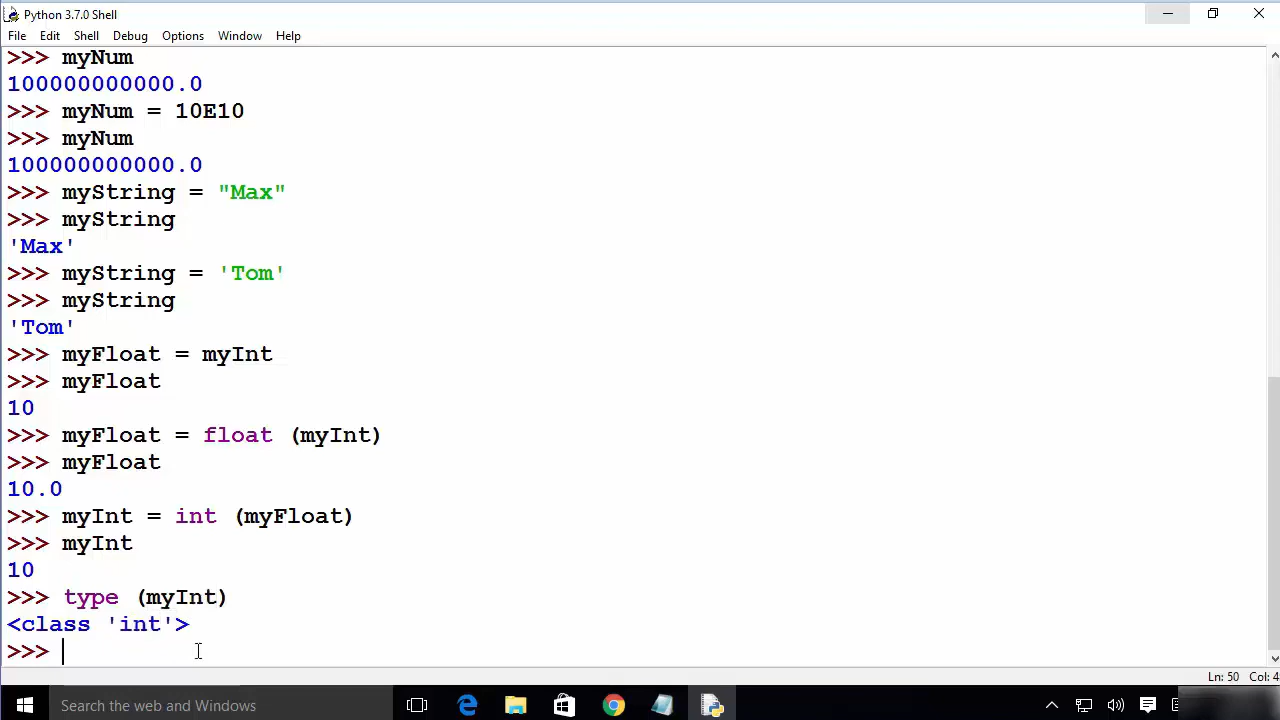 Python 3.7.0 Shell
File Edit Shell Debug Options Window Help
>>> myNum
100000000000.0
>>> myNum = 10E10
>>> myNum
100000000000.0
>>> myString = "Max"
>>> myString
'Max'
>>> myString = 'Tom'
>>> myString
'Tom'
>>> myFloat = myInt
>>> myFloat
10
>>> myFloat = float (myInt)
>>> myFloat
10.0
>>> myInt = int (myFloat)
>>> myInt
10
>>> type (myInt)
<class 'int'>
>>>
Ln: 50 Col: 4
Search the web and Windows